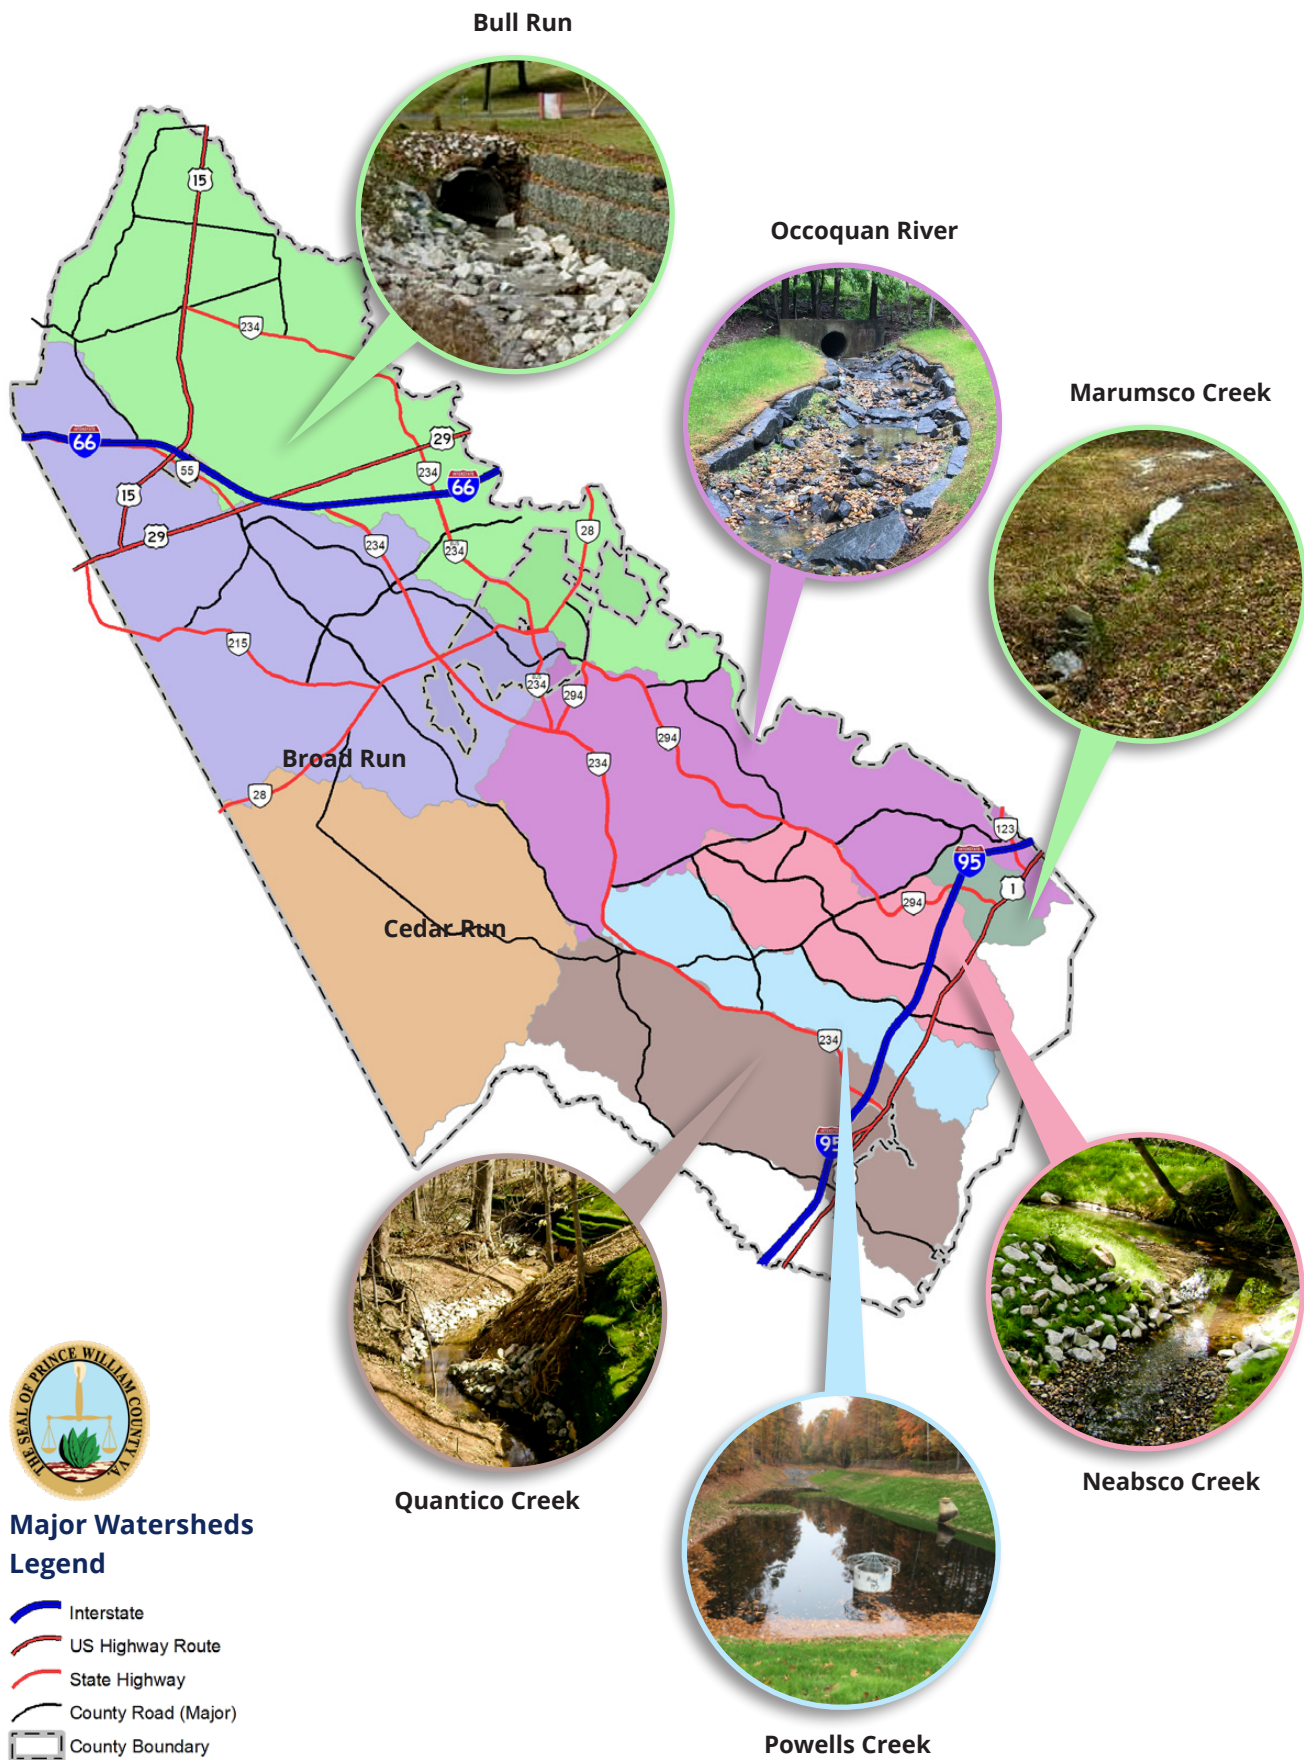 Bull Run
Occoquan River
Marumsco Creek
15
234
29
66
55
234
66
15
29
28
234
BUS
234
215
BUS
234
294
294
234
Broad Run
28
123
95
1
294
Cedar Run
234
95
Quantico Creek
Neabsco Creek
Powells Creek
THE SEAL OF PRINCE WILLIAM COUNTY VA.
Major Watersheds
Legend
Interstate
US Highway Route
State Highway
County Road (Major)
County Boundary